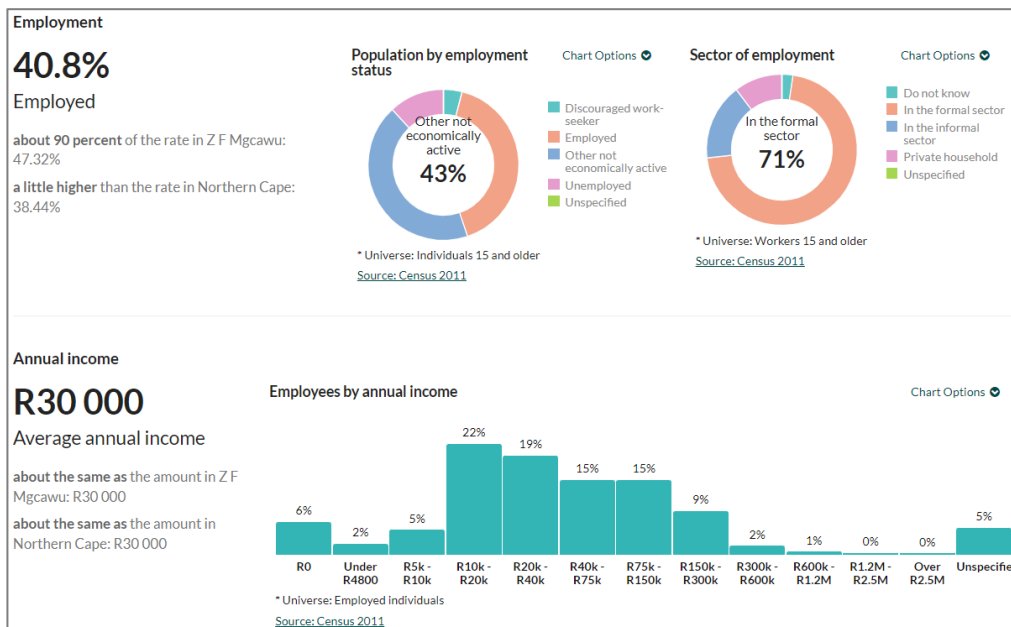 Employment
40.8%
Employed
about 90 percent of the rate in Z F Mgcawu:
47.32%
a little higher than the rate in Northern Cape:
38.44%
Population by employment
status
Chart Options
Other not
economically
active
43%
Discouraged work-
seeker
Employed
Other not
economically active
Unemployed
Unspecified
* Universe: Individuals 15 and older
Source: Census 2011
Sector of employment
Chart Options
In the formal
sector
71%
Do not know
In the formal sector
In the informal
sector
Private household
Unspecified
* Universe: Workers 15 and older
Source: Census 2011
Annual income
R30 000
Average annual income
about the same as the amount in Z F
Mgcawu: R30 000
about the same as the amount in
Northern Cape: R30 000
Employees by annual income
Chart Options
6%
2%
5%
22%
19%
15%
15%
9%
2%
1%
0%
0%
5%
R0
Under
R4800
R5k -
R10k
R10k -
R20k
R20k -
R40k
R40k -
R75k
R75k -
R150k
R150k -
R300k
R300k -
R600k
R600k -
R1.2M
R1.2M -
R2.5M
Over
R2.5M
Unspecifie
* Universe: Employed individuals
Source: Census 2011